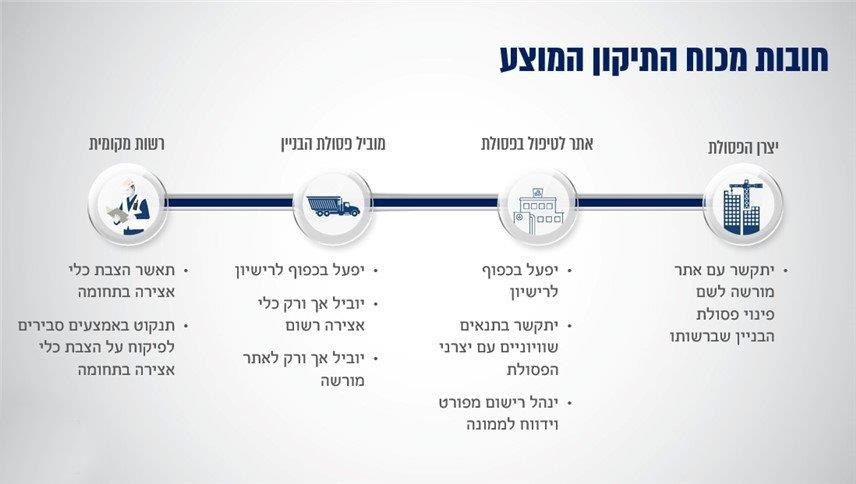 חובות מכוח התיקון המוצע
יצרן הפסולת
• יתקשר עם אתר
מורשה לשם
פינוי פסולת
הבניין שברשותו
אתר לטיפול בפסולת
• יפעל בכפוף
לרישיון
• יתקשר בתנאים
שוויוניים עם יצרני
הפסולת
• ינהל רישום מפורט
וידווח לממונה
מוביל פסולת הבניין
• יפעל בכפוף לרישיון
• יוביל אך ורק כלי
אצירה רשום
• יוביל אך ורק לאתר
מורשה
רשות מקומית
• תאשר הצבת כלי
אצירה בתחומה
• תנקוט באמצעים סבירים
לפיקוח על הצבת כלי
אצירה בתחומה